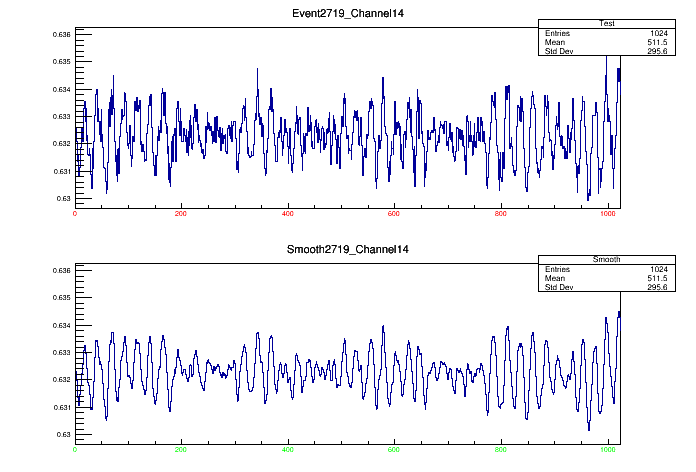 Event2719_Channel14
Test
Entries 1024
Mean 511.5
Std Dev 295.6
0.636
0.635
0.634
0.633
0.632
0.631
0.63
0 200 400 600 800 1000
Smooth2719_Channel14
Smooth
Entries 1024
Mean 511.5
Std Dev 295.6
0.636
0.635
0.634
0.633
0.632
0.631
0.63
0 200 400 600 800 1000